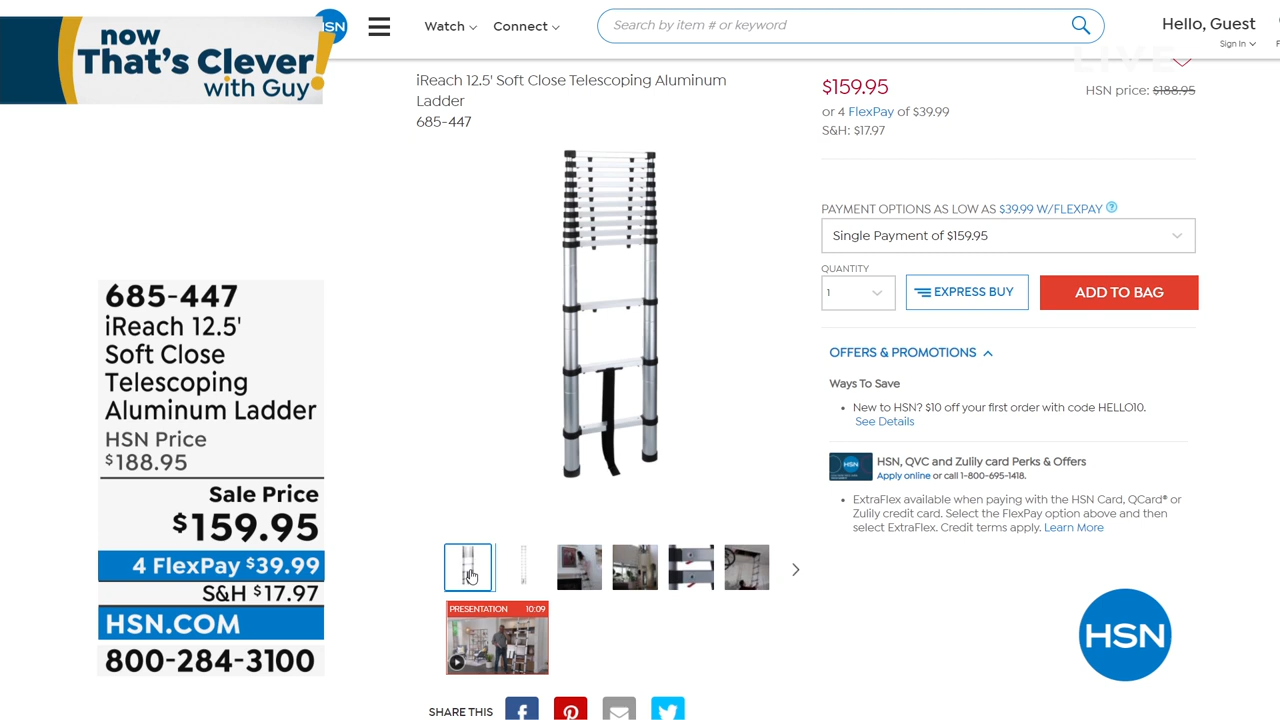 now
That's Clever!
with Guy
HSN
Watch
Connect
Search by item # or keyword
Hello, Guest
Sign In
LIVE
iReach 12.5' Soft Close Telescoping Aluminum
Ladder
685-447
$159.95
HSN price: $188.95
or 4 FlexPay of $39.99
S&H: $17.97
PAYMENT OPTIONS AS LOW AS $39.99 W/FLEXPAY ?
Single Payment of $159.95
QUANTITY
1
EXPRESS BUY
ADD TO BAG
OFFERS & PROMOTIONS
Ways To Save
• New to HSN? $10 off your first order with code HELLO10.
See Details
HSN
HSN, QVC and Zulily card Perks & Offers
Apply online or call 1-800-695-1418.
• ExtraFlex available when paying with the HSN Card, QCard® or
Zulily credit card. Select the FlexPay option above and then
select ExtraFlex. Credit terms apply. Learn More
685-447
iReach 12.5'
Soft Close
Telescoping
Aluminum Ladder
HSN Price
$188.95
Sale Price
$159.95
4 FlexPay $39.99
S&H $17.97
HSN.COM
800-284-3100
PRESENTATION 10:09
SHARE THIS
HSN